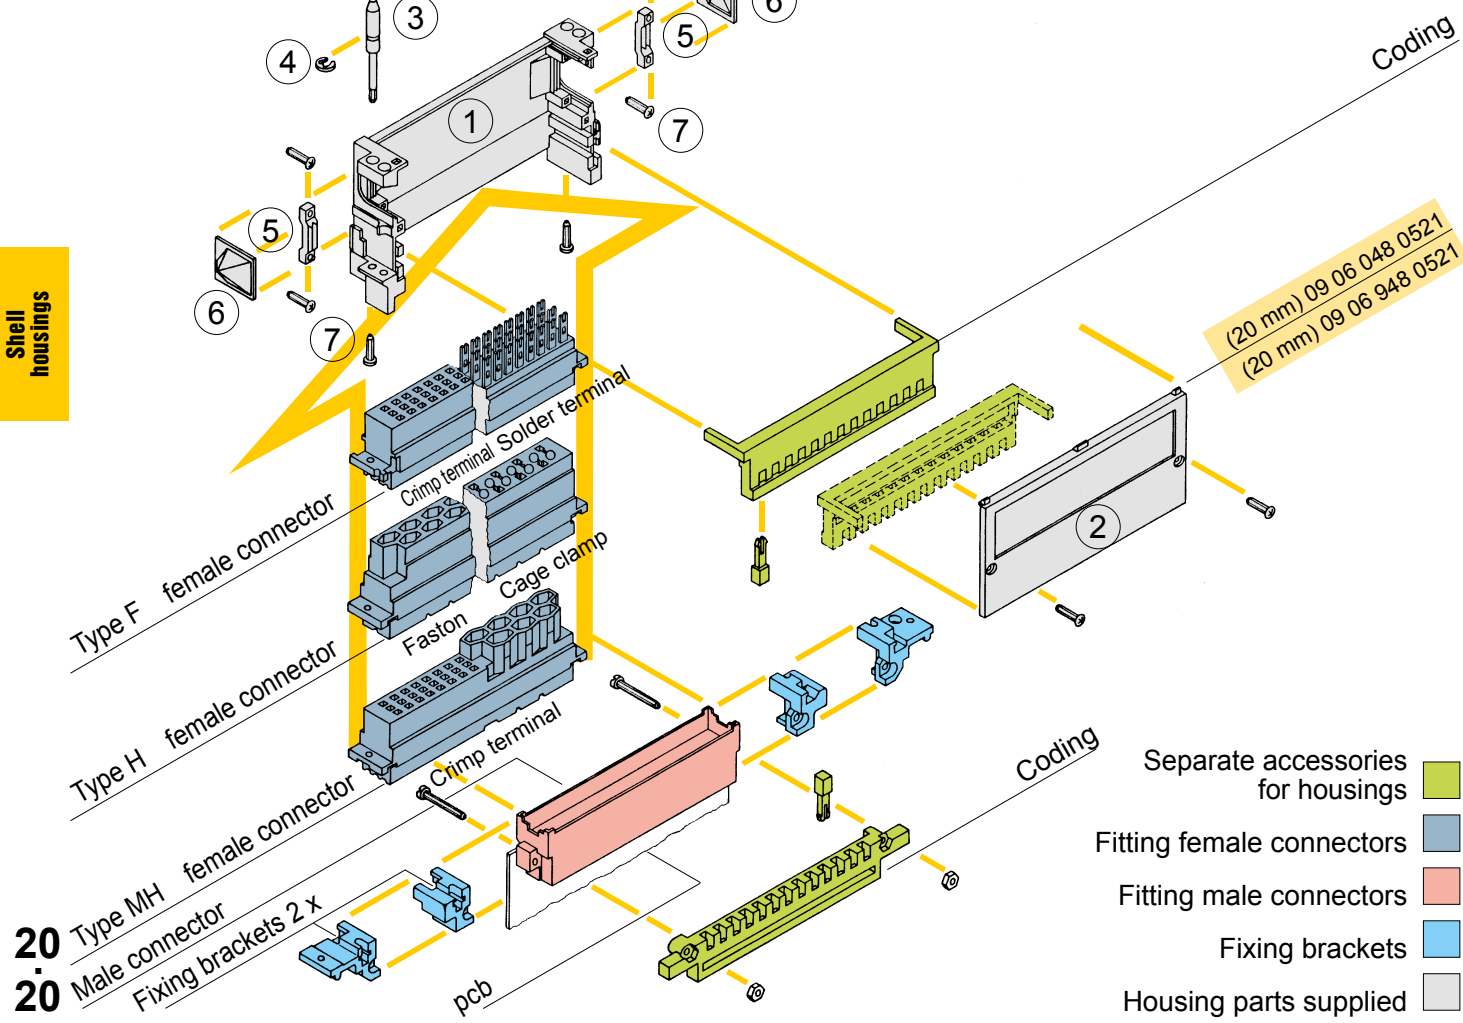 3
6
5
4
Coding
1
7
5
(20 mm) 09 06 048 0521
(20 mm) 09 06 948 0521
6
7
Shell
housings
Crimp terminal
Solder terminal
Type F female connector
2
Faston
Cage clamp
Type H female connector
Crimp terminal
Type MH female connector
Male connector
Fixing brackets 2 x
pcb
Coding
Separate accessories
for housings
Fitting female connectors
Fitting male connectors
Fixing brackets
Housing parts supplied
20
.
20